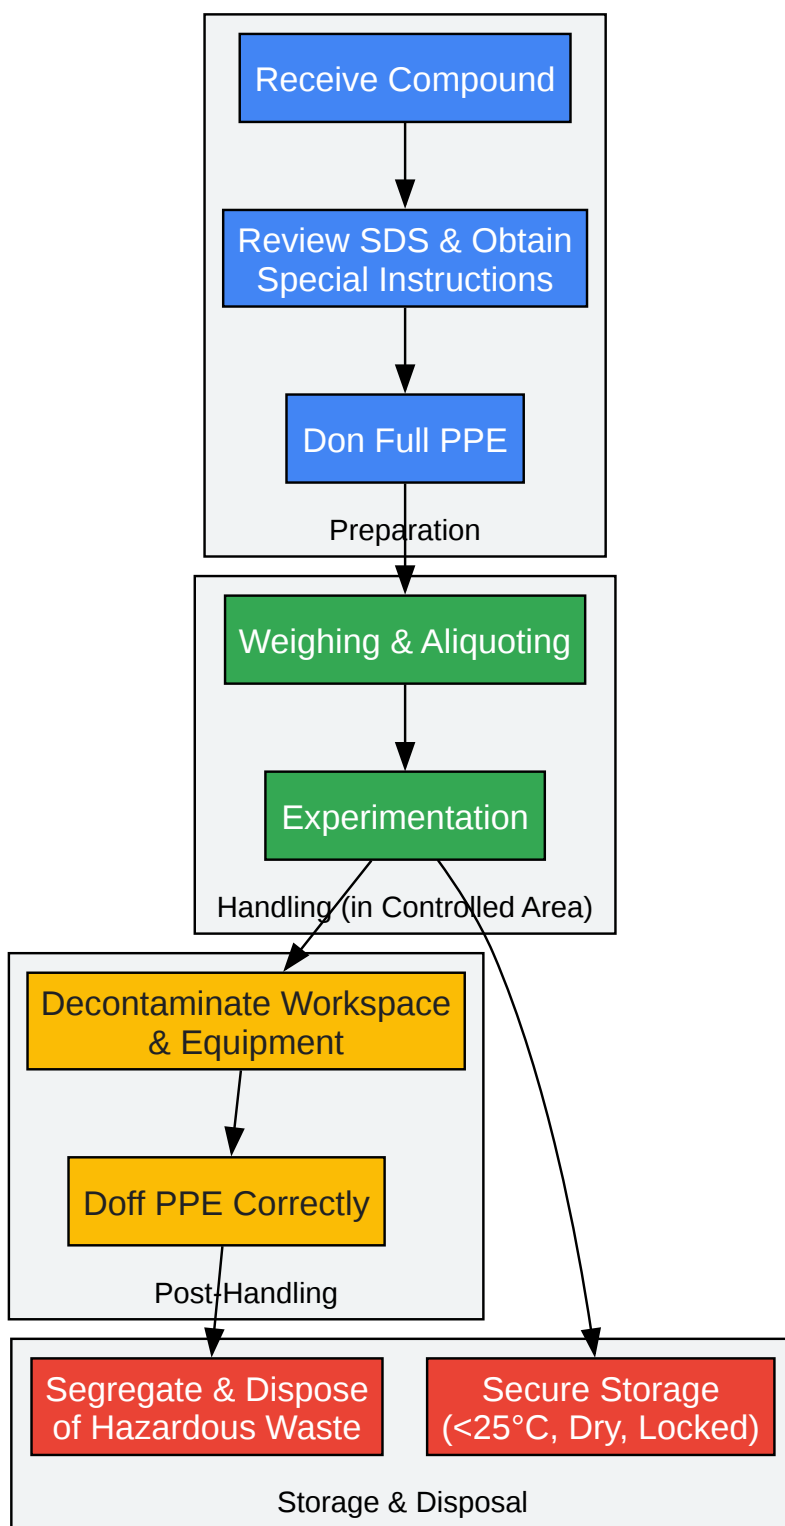 Receive Compound
Review SDS & Obtain
Special Instructions
Don Full PPE
Preparation
Weighing & Aliquoting
Experimentation
Handling (in Controlled Area)
Decontaminate Workspace
& Equipment
Doff PPE Correctly
Post-Handling
Segregate & Dispose
of Hazardous Waste
Secure Storage
(<25°C, Dry, Locked)
Storage & Disposal